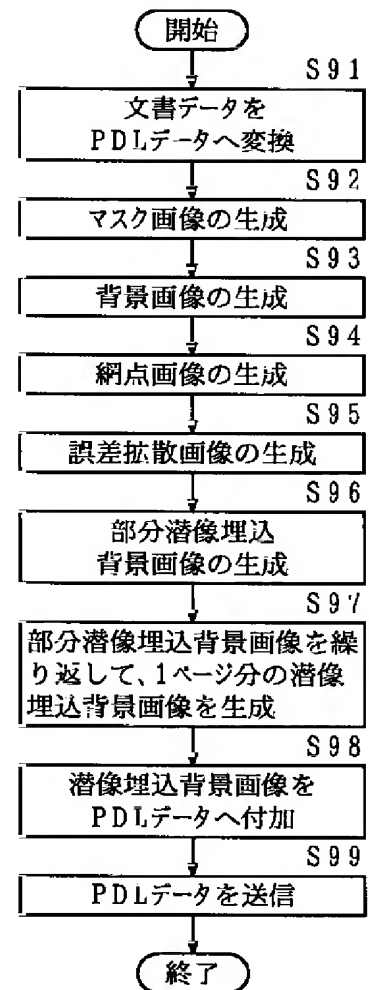 開始
S91
文書データを
PDLデータへ変換
S92
マスク画像の生成
S93
背景画像の生成
S94
網点画像の生成
S95
誤差拡散画像の生成
S96
部分潜像埋込
背景画像の生成
S97
部分潜像埋込背景画像を繰
り返して、1ページ分の潜像
埋込背景画像を生成
S98
潜像埋込背景画像を
PDLデータへ付加
S99
PDLデータを送信
終了